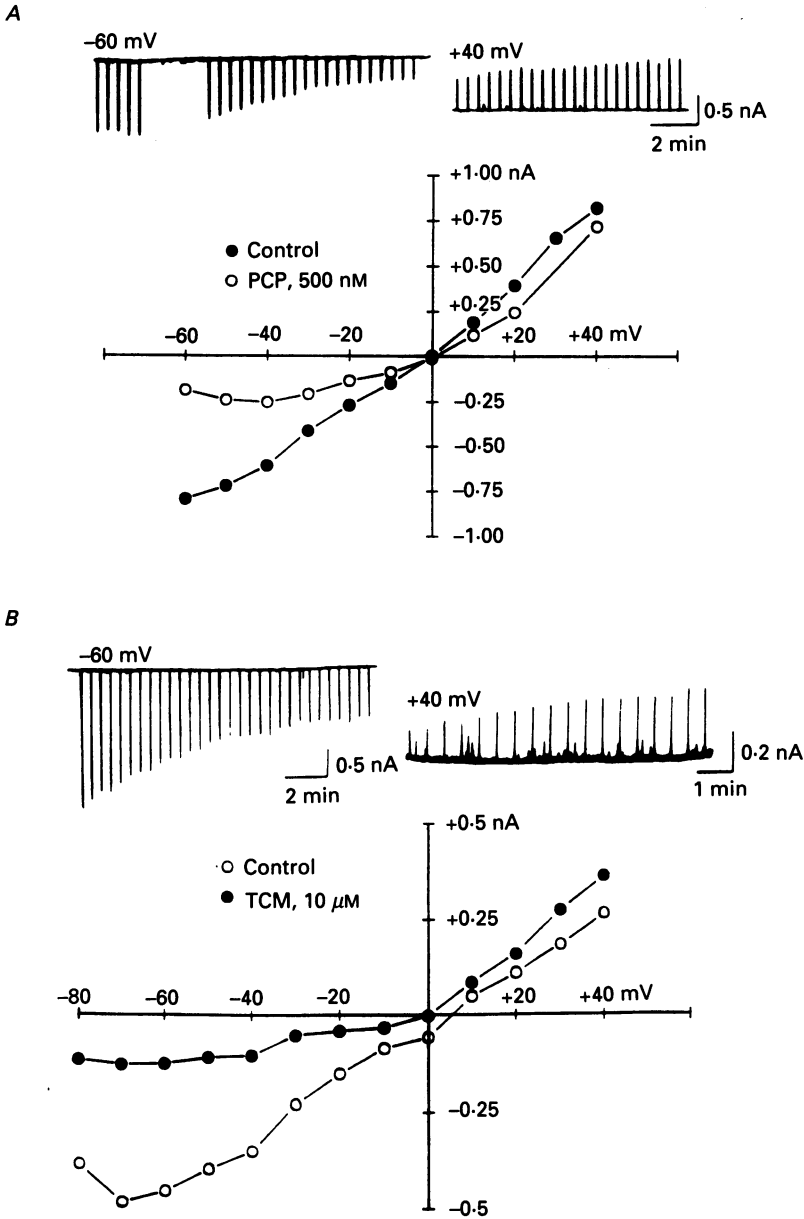 A
−60 mV
+40 mV
0·5 nA
2 min
+1·00 nA
+0·75
+0·50
+0·25
● Control
○ PCP, 500 nM
−60 −40 −20 +20 +40 mV
−0·25
−0·50
−0·75
−1·00
B
−60 mV
+40 mV
0·5 nA
2 min
0·2 nA
1 min
+0·5 nA
○ Control
● TCM, 10 μM
+0·25
−80 −60 −40 −20 +20 +40 mV
−0·25
−0·5